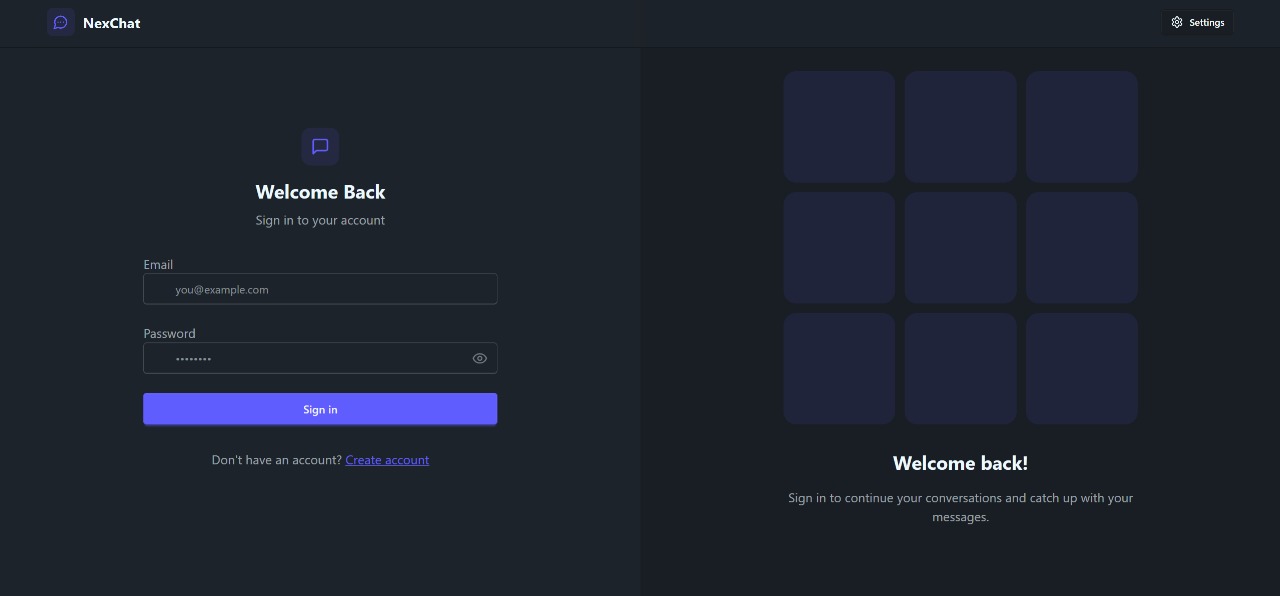 NexChat
Settings
Welcome Back
Sign in to your account
Email
you@example.com
Password
••••••••
Sign in
Don't have an account? Create account
Welcome back!
Sign in to continue your conversations and catch up with your
messages.